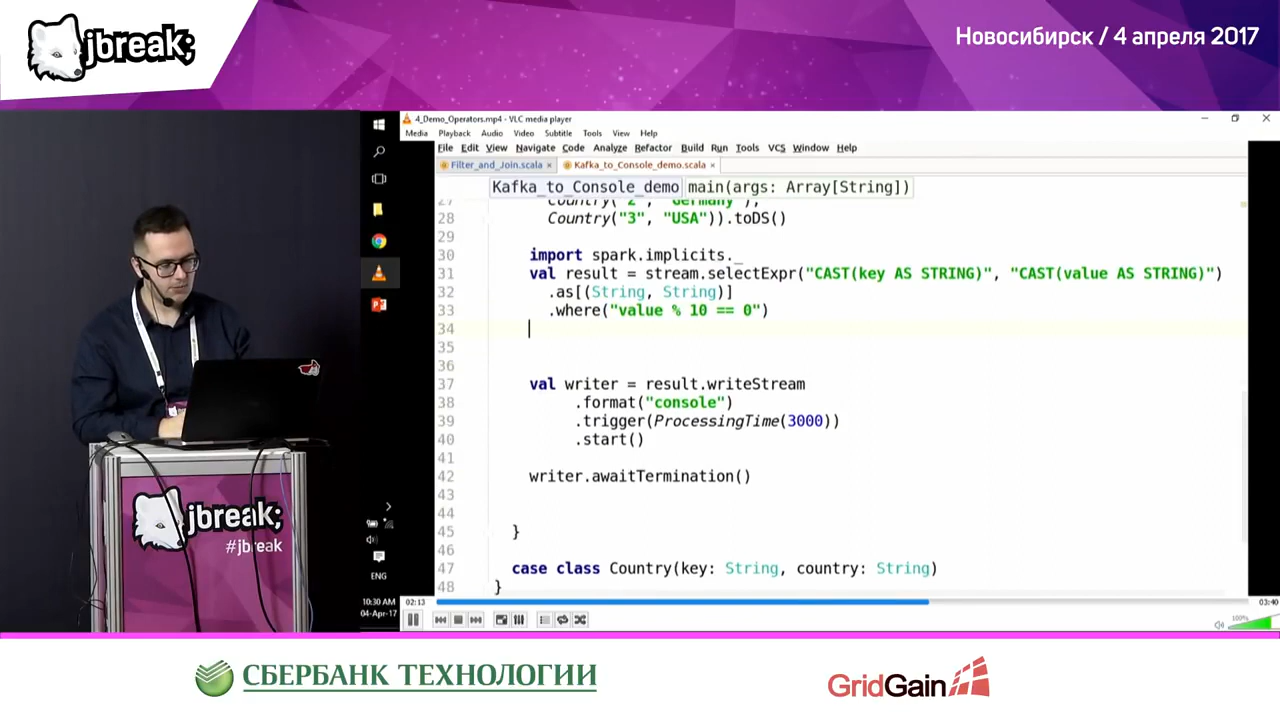 jbreak;
Новосибирск / 4 апреля 2017
4_Demo_Operators.mp4 - VLC media player
Media Playback Audio Video Subtitle Tools View Help
File Edit View Navigate Code Analyze Refactor Build Run Tools VCS Window Help
Filter_and_Join.scala × Kafka_to_Console_demo.scala ×
Kafka_to_Console_demo main(args: Array[String])
27 Country("2", "Germany"),
28 Country("3", "USA")).toDS()
29
30 import spark.implicits._
31 val result = stream.selectExpr("CAST(key AS STRING)", "CAST(value AS STRING)")
32 .as[(String, String)]
33 .where("value % 10 == 0")
34
35
36
37 val writer = result.writeStream
38 .format("console")
39 .trigger(ProcessingTime(3000))
40 .start()
41
42 writer.awaitTermination()
43
44
45 }
46
47 case class Country(key: String, country: String)
48 }
ENG
10:30 AM
04-Apr-17
02:13
03:40
100%
jbreak;
#jbreak
СБЕРБАНК ТЕХНОЛОГИИ
GridGain